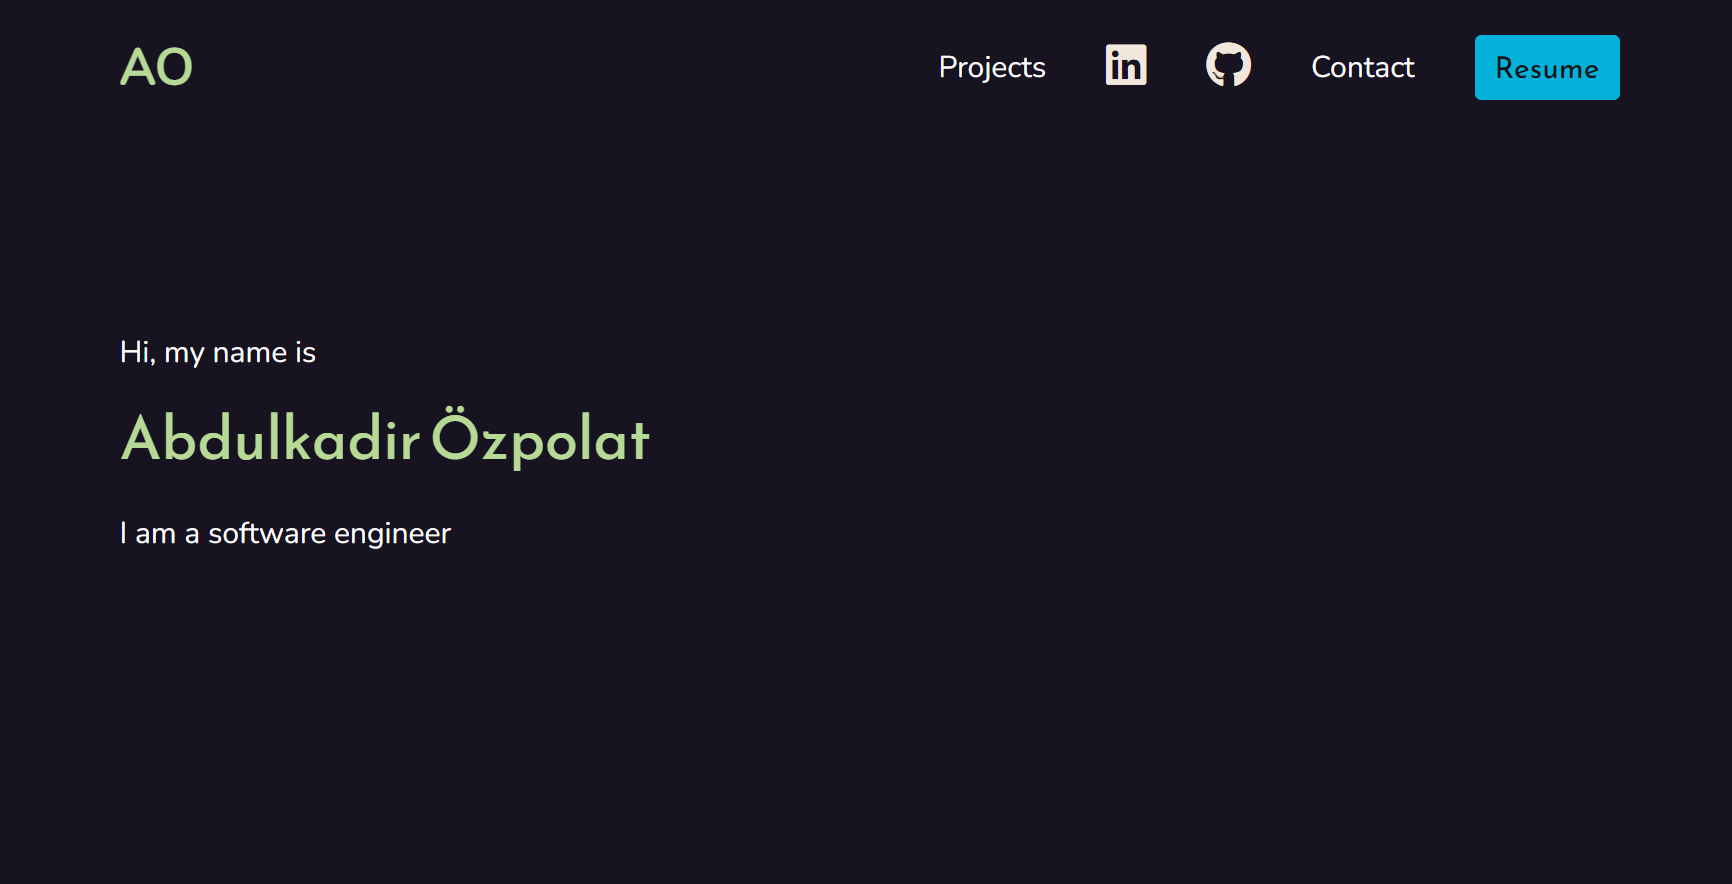 AO
Projects
in
Contact
Resume
Hi, my name is
Abdulkadir Özpolat
I am a software engineer